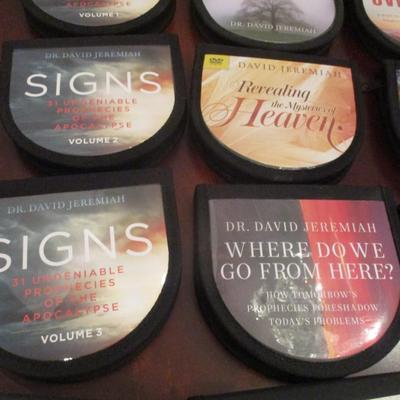 APOCALYPSE
VOLUME 1
DR. DAVID JEREMIAH
DR. DAVID JEREMIAH
SIGNS
31 UNDENIABLE
PROPHECIES
OF THE
APOCALYPSE
VOLUME 2
DVD
DAVID JEREMIAH
Revealing
the Mysteries of
Heaven.
DR. DAVID JEREMIAH
SIGNS
31 UNDENIABLE
PROPHECIES
OF THE
APOCALYPSE
VOLUME 3
DR. DAVID JEREMIAH
WHERE DO WE
GO FROM HERE?
HOW TOMORROW'S
PROPHECIES FORESHADOW
TODAY'S PROBLEMS